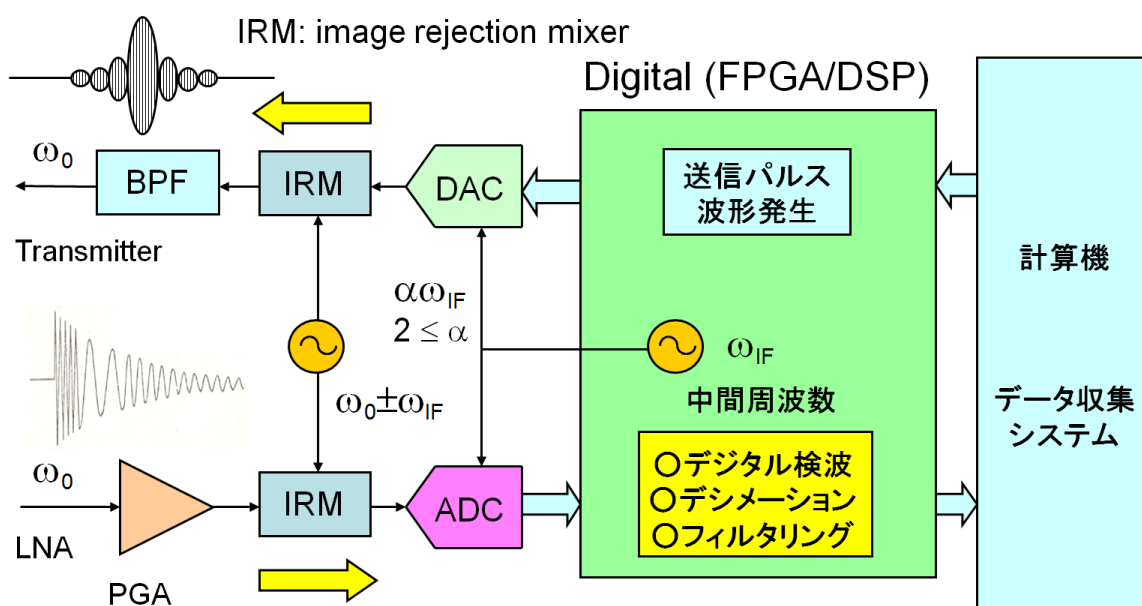 IRM: image rejection mixer
Digital (FPGA/DSP)
ω0
BPF
IRM
DAC
送信パルス
波形発生
Transmitter
計算機
αωIF
2 ≤ α
ωIF
ω0±ωIF
中間周波数
データ収集
システム
ω0
IRM
ADC
○デジタル検波
○デシメーション
○フィルタリング
LNA
PGA